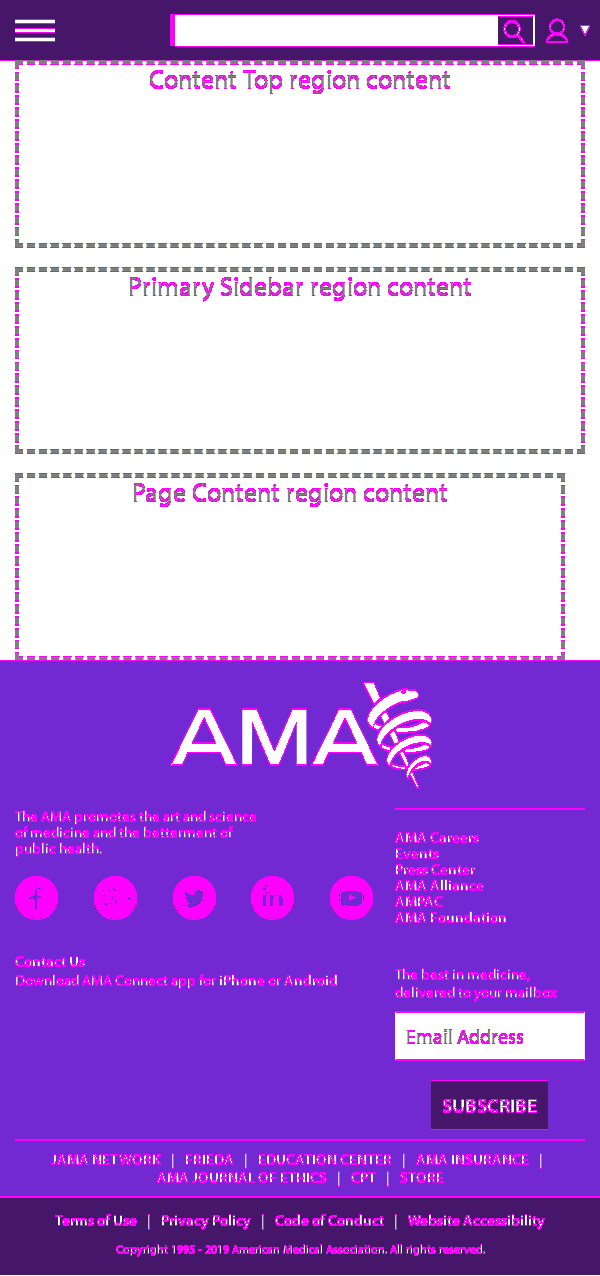 Content Top region content
Primary Sidebar region content
Page Content region content
AMA
The AMA promotes the art and science
of medicine and the betterment of
public health.
AMA Careers
Events
Press Center
AMA Alliance
AMPAC
AMA Foundation
Contact Us
Download AMA Connect app for iPhone or Android
The best in medicine,
delivered to your mailbox
Email Address
SUBSCRIBE
JAMA NETWORK | FRIEDA | EDUCATION CENTER | AMA INSURANCE |
AMA JOURNAL OF ETHICS | CPT | STORE
Terms of Use | Privacy Policy | Code of Conduct | Website Accessibility
Copyright 1995 - 2019 American Medical Association. All rights reserved.